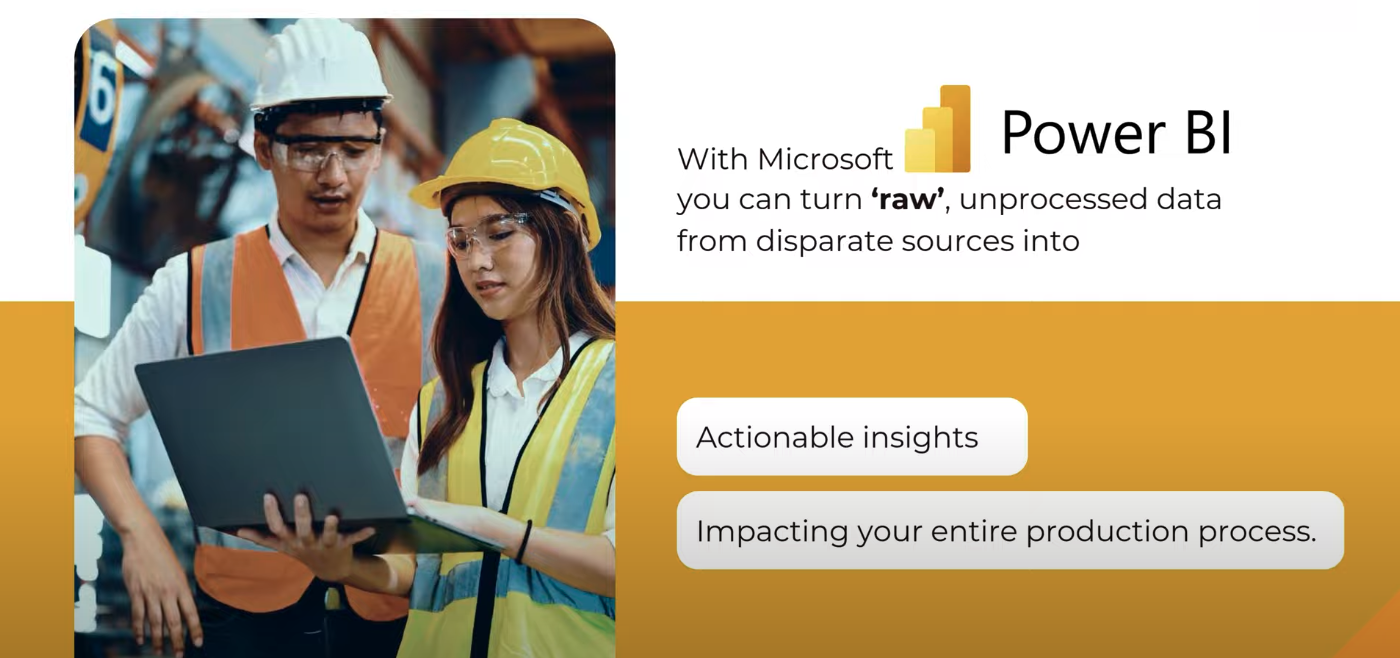 6
With Microsoft Power BI
you can turn ‘raw’, unprocessed data
from disparate sources into
Actionable insights
Impacting your entire production process.